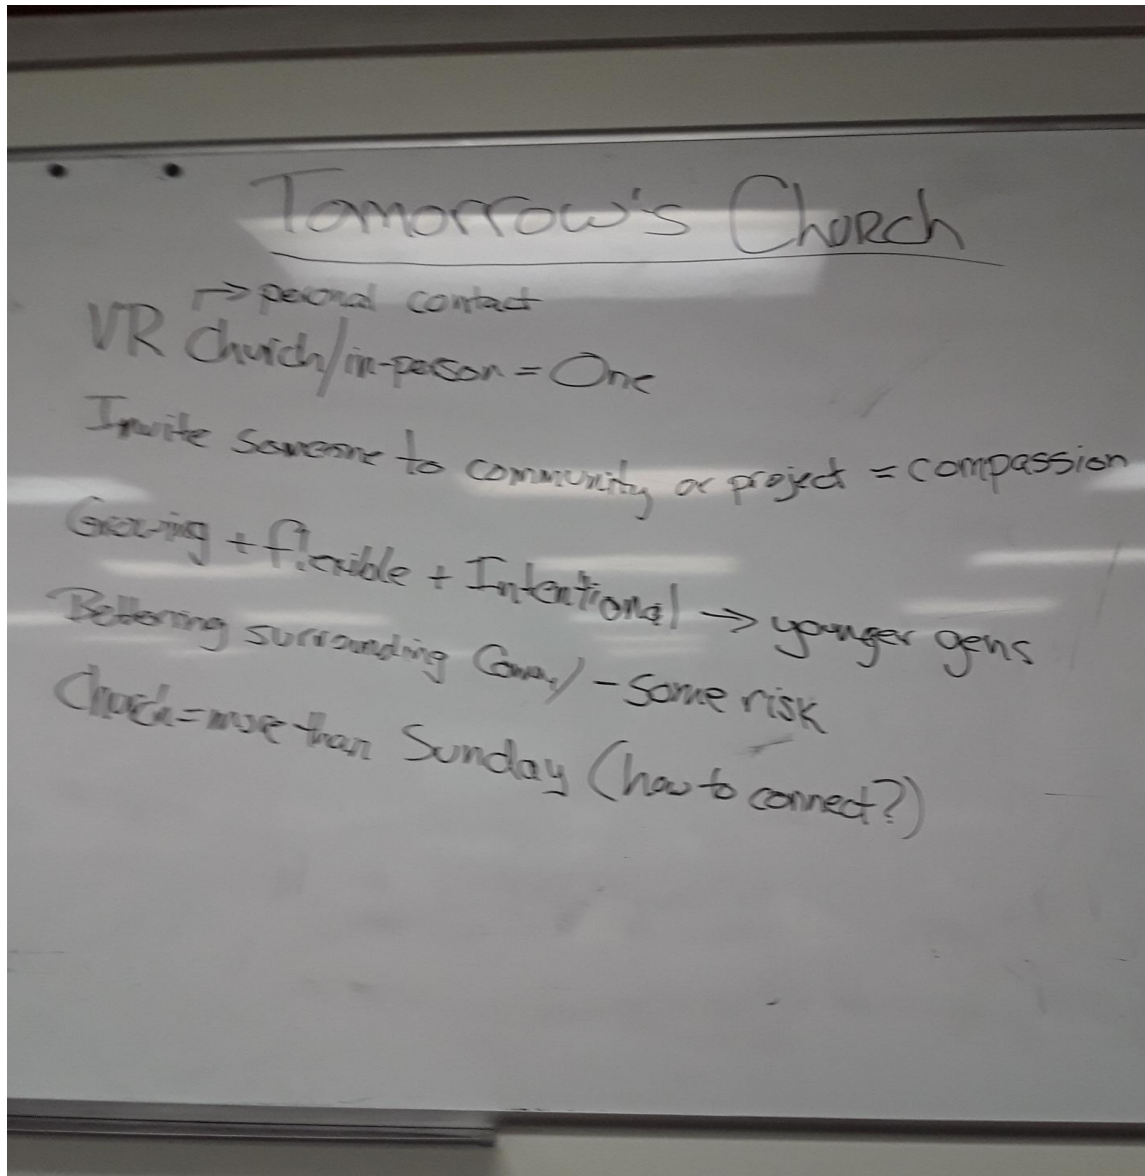 Tomorrow's Church
→ personal contact
VR Church/in-person = One
Invite someone to community or project = compassion
Growing + flexible + Intentional → younger gens
Bettering surrounding Comm/ - Some risk
Church = more than Sunday (how to connect?)